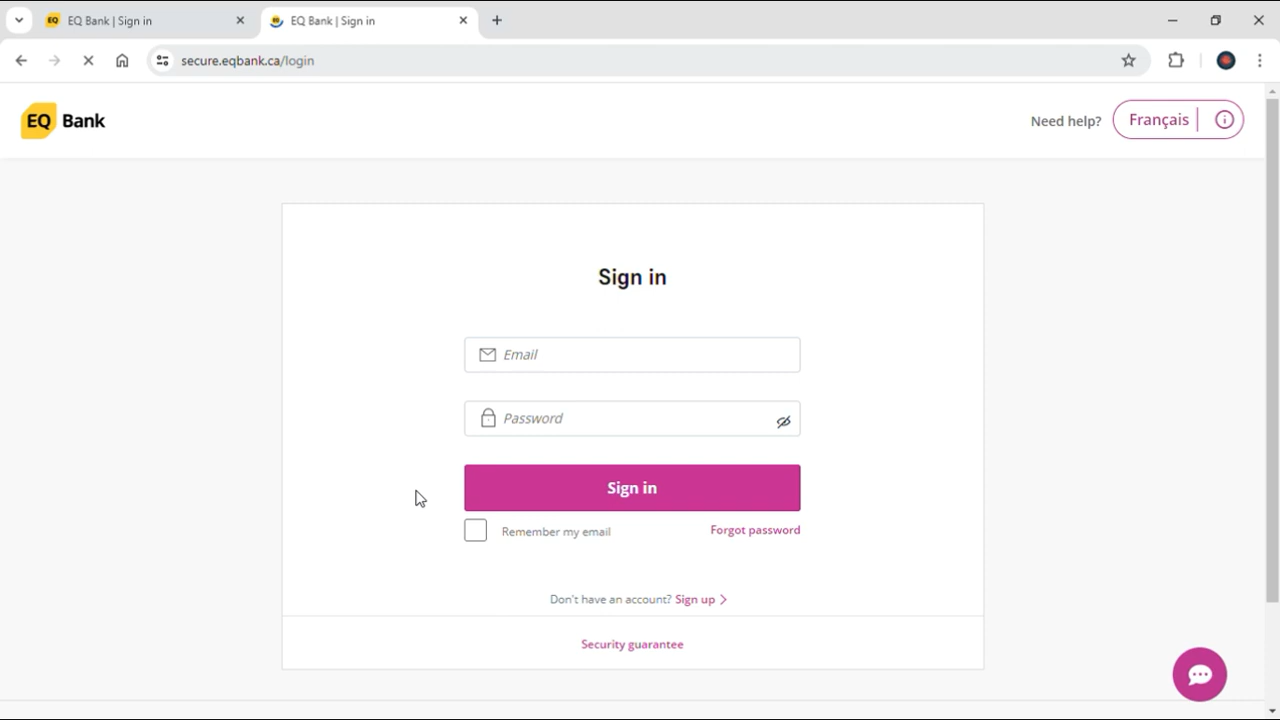 EQ EQ Bank | Sign in
EQ Bank | Sign in
secure.eqbank.ca/login
EQ Bank
Need help?
Français
Sign in
Email
Password
Sign in
Remember my email
Forgot password
Don't have an account? Sign up
Security guarantee